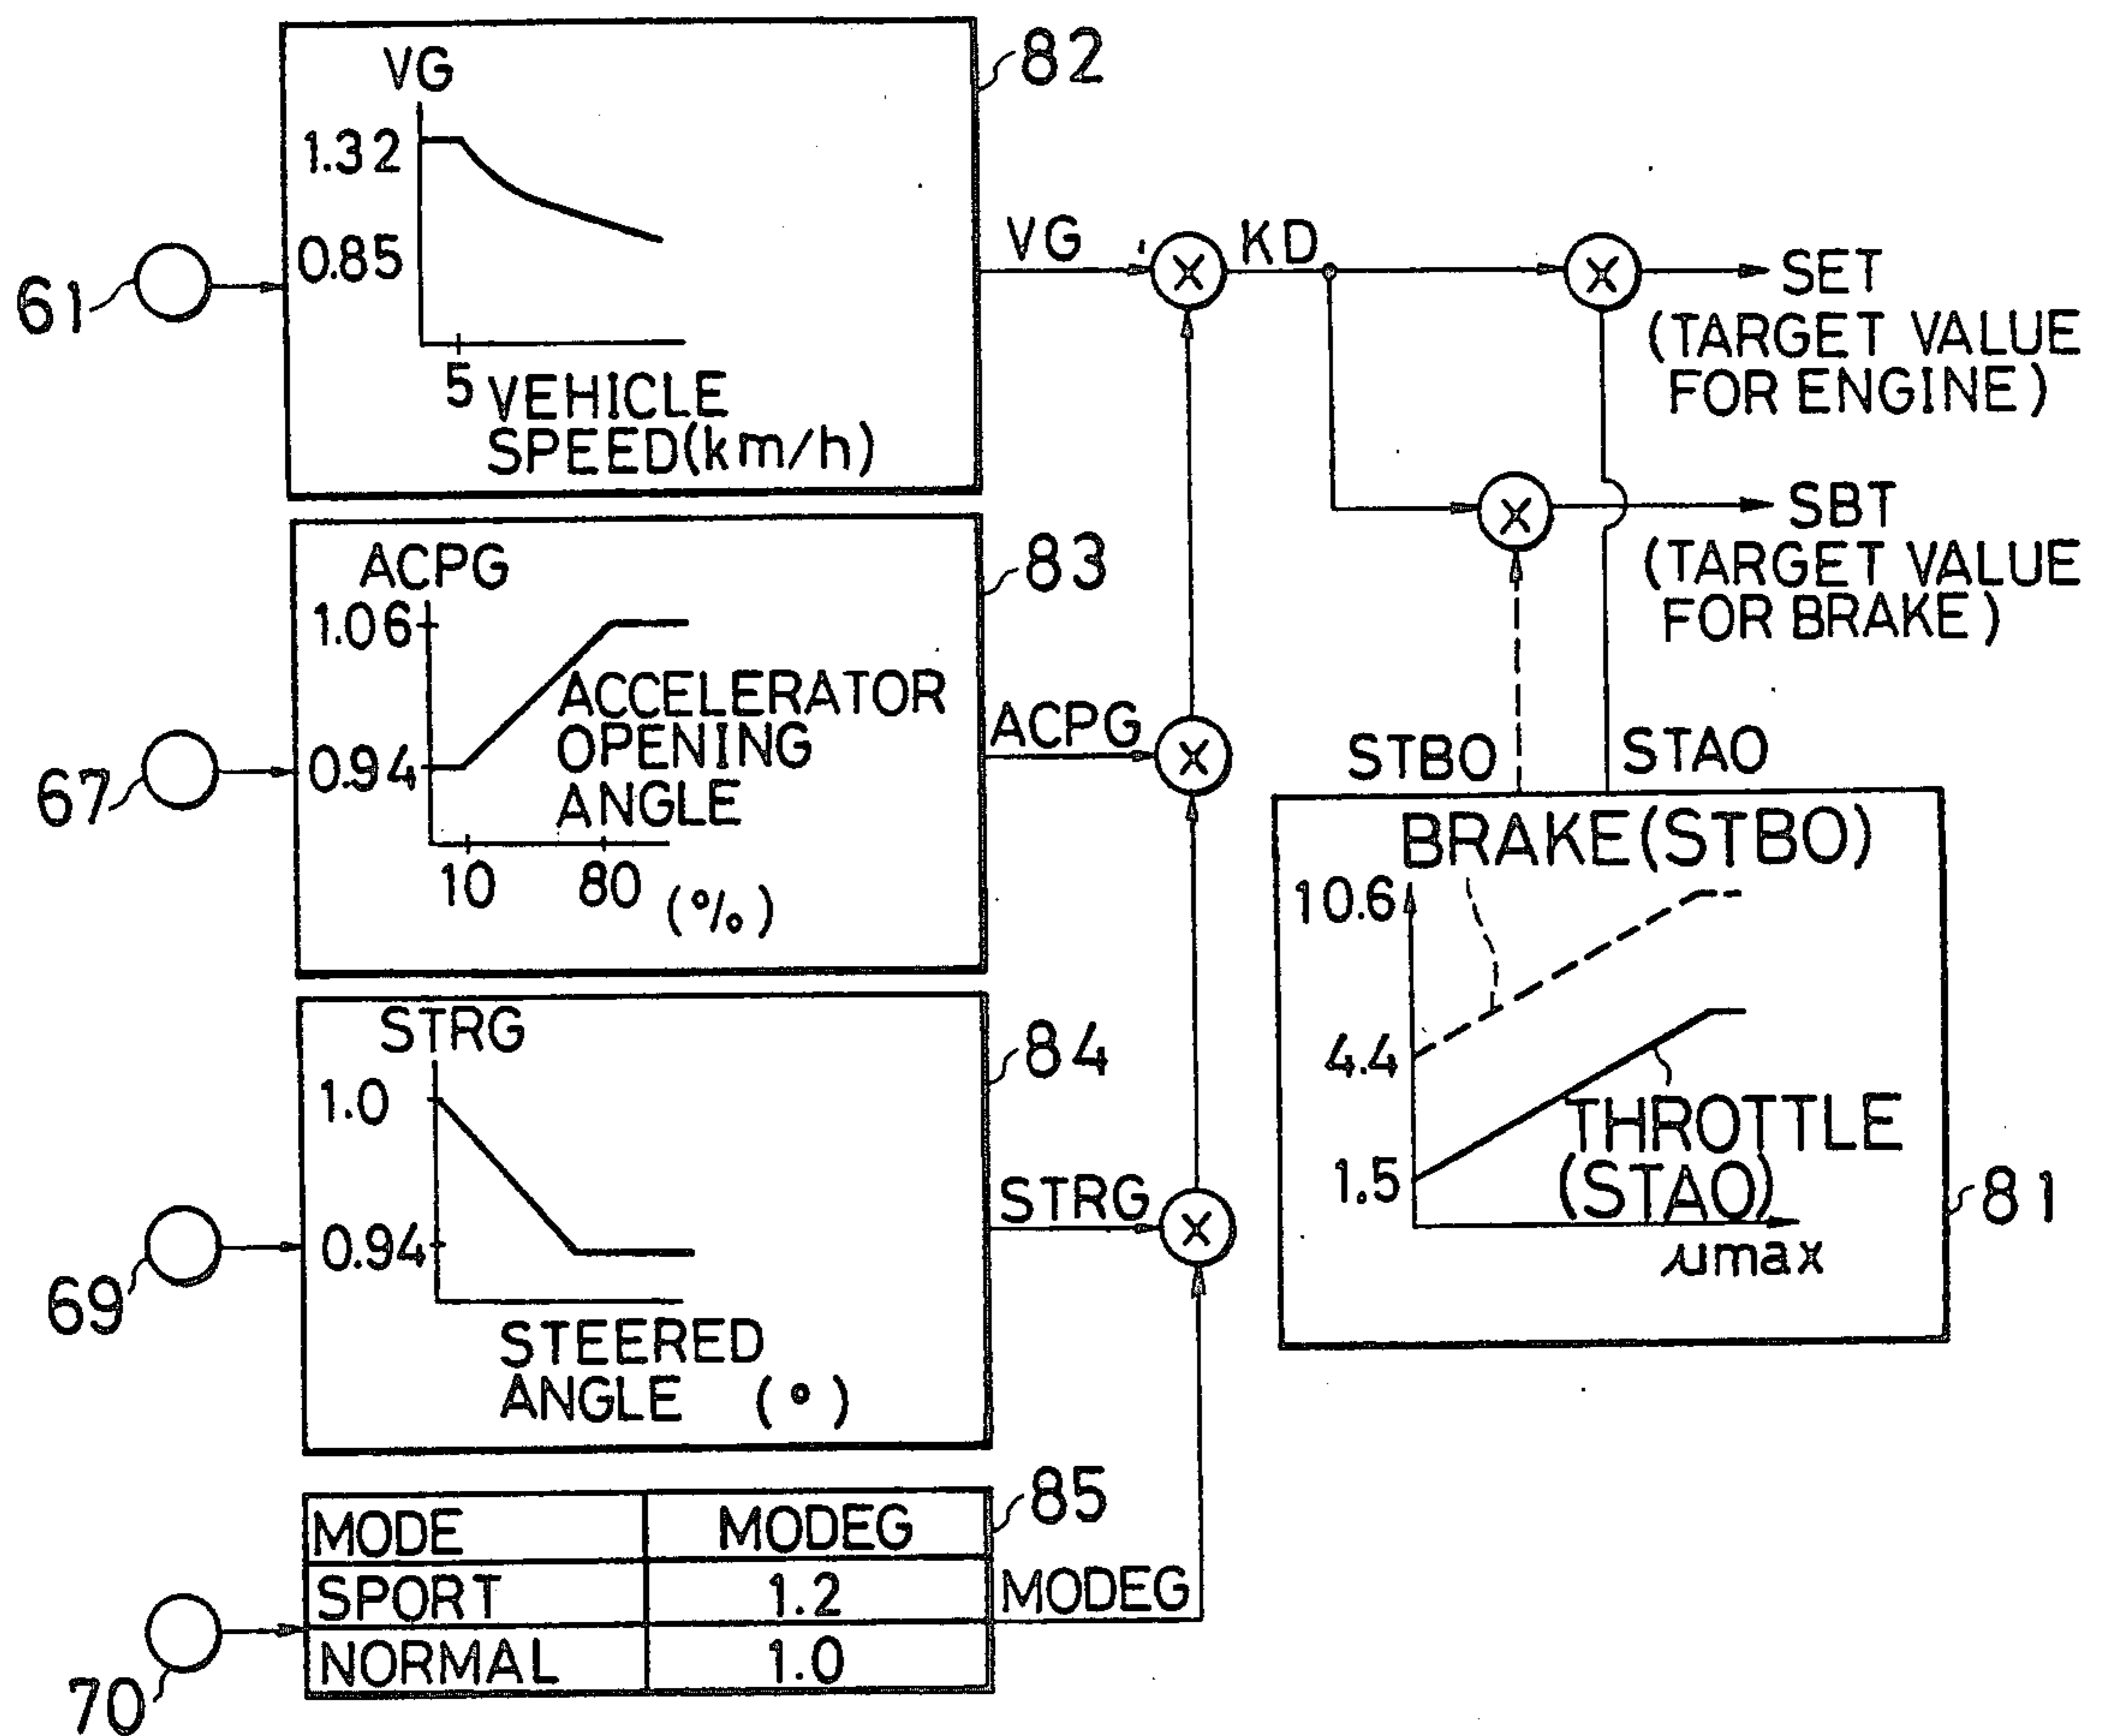 82
VG
1.32
0.85
5
VEHICLE
SPEED(km/h)
61
VG
KD
SET
(TARGET VALUE
FOR ENGINE)
SBT
(TARGET VALUE
FOR BRAKE)
83
ACPG
1.06
0.94
ACCELERATOR
OPENING
ANGLE
10
80
(%)
67
ACPG
STBO
STAO
BRAKE(STBO)
10.6
4.4
1.5
THROTTLE
(STAO)
μmax
81
84
STRG
1.0
0.94
STEERED
ANGLE (°)
69
STRG
85
MODE MODEG
SPORT 1.2
NORMAL 1.0
MODEG
70
X
X
X
X
X